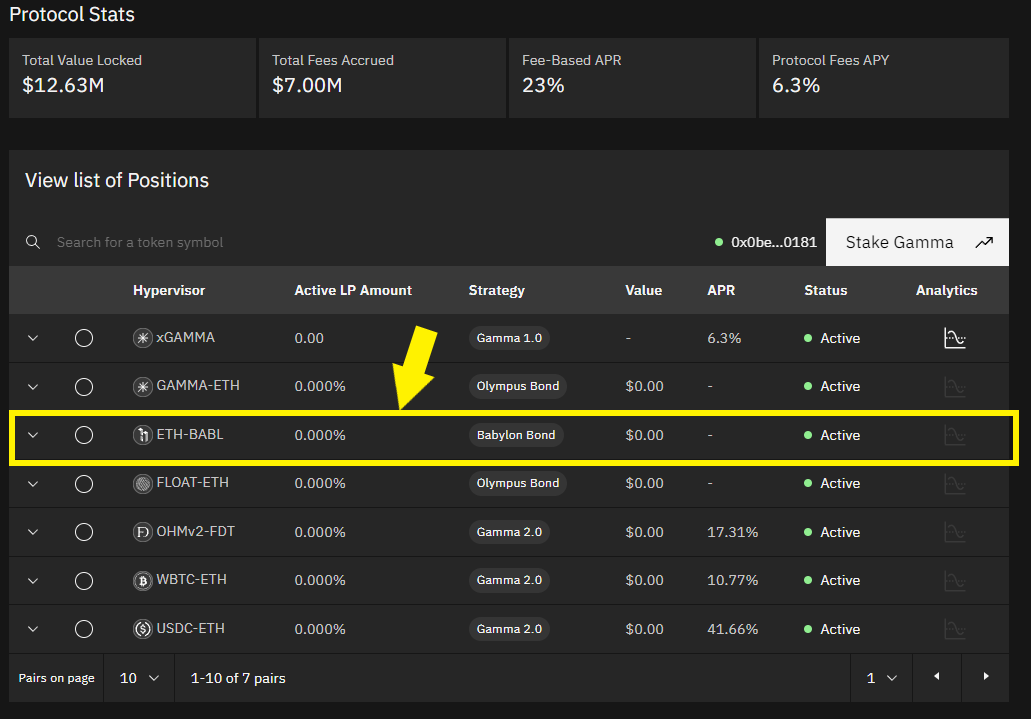 Protocol Stats
Total Value Locked Total Fees Accrued Fee-Based APR Protocol Fees APY
$12.63M $7.00M 23% 6.3%
View list of Positions
Search for a token symbol 0x0be...0181 Stake Gamma
Hypervisor Active LP Amount Strategy Value APR Status Analytics
xGAMMA 0.00 Gamma 1.0 - 6.3% Active
GAMMA-ETH 0.000% Olympus Bond $0.00 - Active
ETH-BABL 0.000% Babylon Bond $0.00 - Active
FLOAT-ETH 0.000% Olympus Bond $0.00 - Active
OHMv2-FDT 0.000% Gamma 2.0 $0.00 17.31% Active
WBTC-ETH 0.000% Gamma 2.0 $0.00 10.77% Active
USDC-ETH 0.000% Gamma 2.0 $0.00 41.66% Active
Pairs on page 10 1-10 of 7 pairs 1